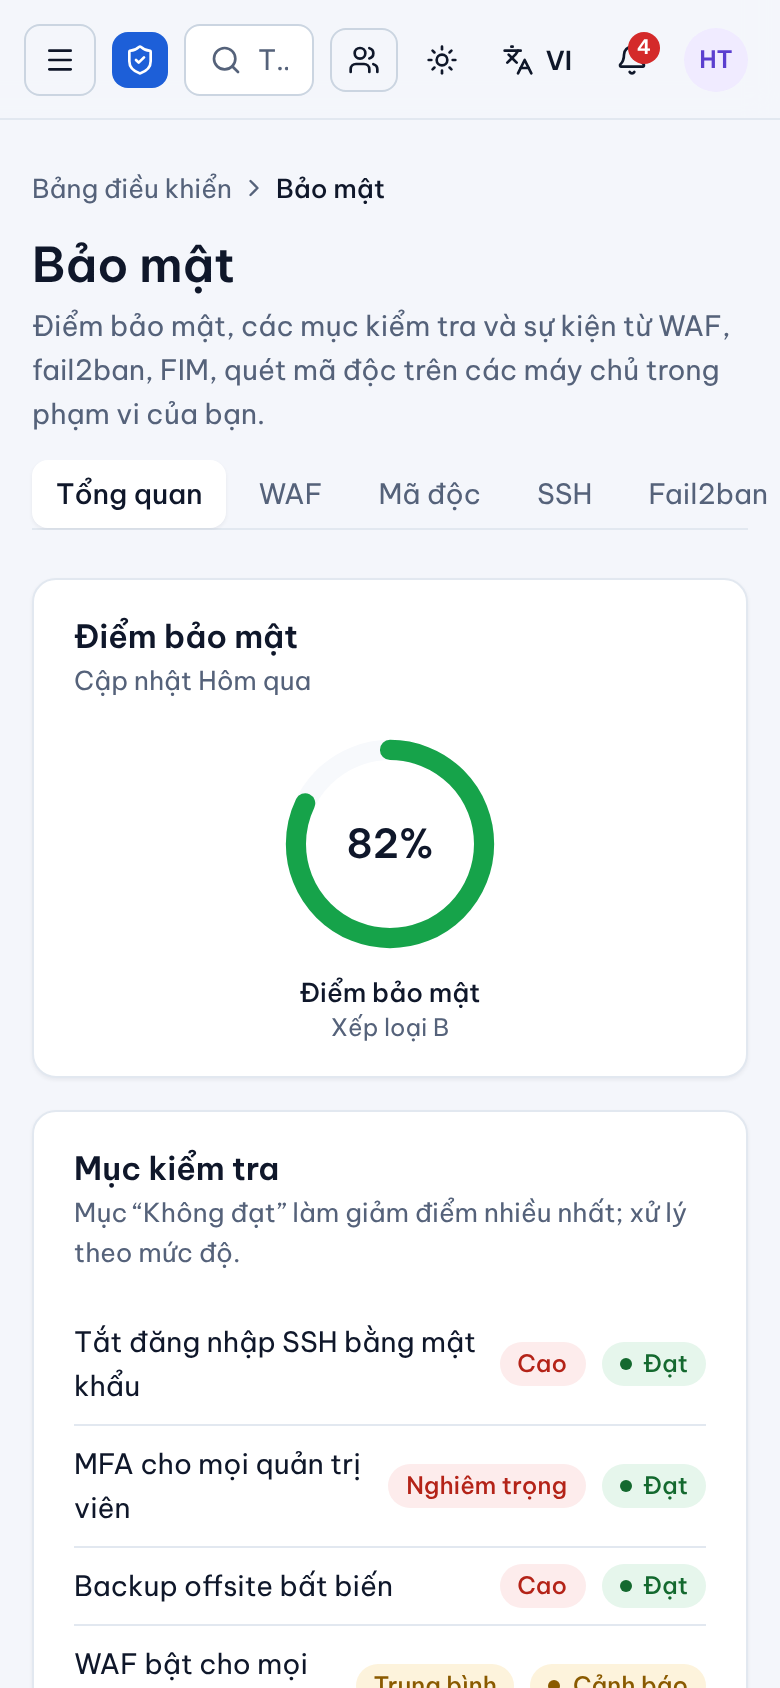 T..
VI
4
HT
Bảng điều khiển > Bảo mật
Bảo mật
Điểm bảo mật, các mục kiểm tra và sự kiện từ WAF,
fail2ban, FIM, quét mã độc trên các máy chủ trong
phạm vi của bạn.
Tổng quan WAF Mã độc SSH Fail2ban
Điểm bảo mật
Cập nhật Hôm qua
82%
Điểm bảo mật
Xếp loại B
Mục kiểm tra
Mục “Không đạt” làm giảm điểm nhiều nhất; xử lý
theo mức độ.
Tắt đăng nhập SSH bằng mật
khẩu
Cao Đạt
MFA cho mọi quản trị
viên
Nghiêm trọng Đạt
Backup offsite bất biến Cao Đạt
WAF bật cho mọi
Trung bình Cảnh báo